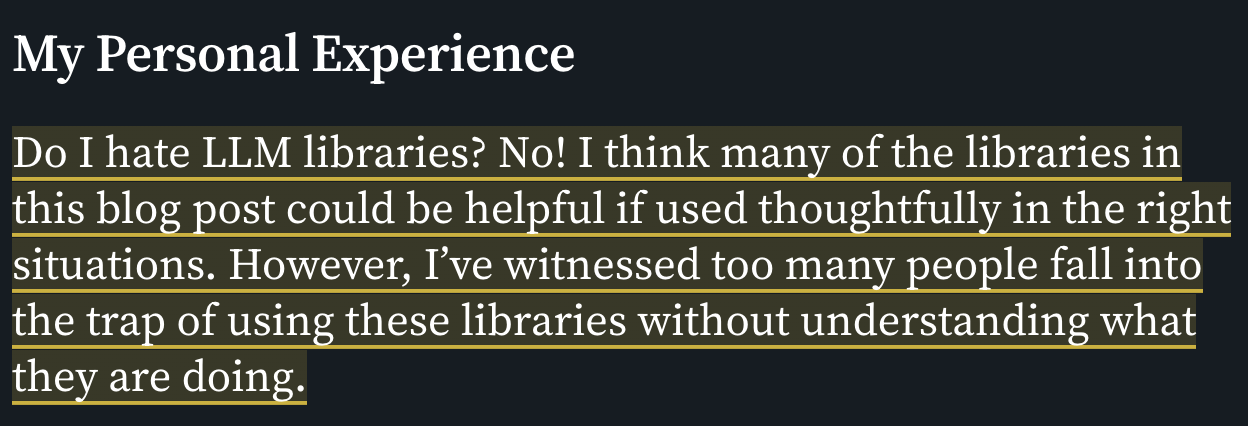 My Personal Experience
Do I hate LLM libraries? No! I think many of the libraries in
this blog post could be helpful if used thoughtfully in the right
situations. However, I’ve witnessed too many people fall into
the trap of using these libraries without understanding what
they are doing.